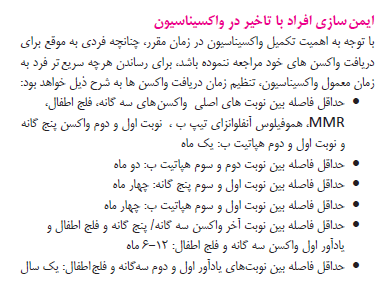 ایمن سازی افراد با تاخیر در واکسیناسیون
با توجه به اهمیت تکمیل واکسیناسیون در زمان مقرر، چنانچه فردی به موقع برای
دریافت واکسن های خود مراجعه ننموده باشد، برای رساندن هرچه سریع تر فرد به
زمان معمول واکسیناسیون، تنظیم زمان دریافت واکسن ها به شرح ذیل خواهد بود:
• حداقل فاصله بین نوبت های اصلی واکسن‌های سه گانه، فلج اطفال،
MMR، هموفیلوس آنفلوانزای تیپ ب ، نوبت اول و دوم واکسن پنج گانه
و نوبت اول و دوم هپاتیت ب: یک ماه
• حداقل فاصله بین نوبت دوم و سوم هپاتیت ب: دو ماه
• حداقل فاصله بین نوبت اول و سوم پنج گانه: چهار ماه
• حداقل فاصله بین نوبت اول و سوم هپاتیت ب: چهار ماه
• حداقل فاصله بین نوبت آخر واکسن سه گانه/ پنج گانه و فلج اطفال و
یادآور اول واکسن سه گانه و فلج اطفال: ۱۲–۶ ماه
• حداقل فاصله بین نوبت‌های یادآور اول و دوم سه‌گانه و فلج‌اطفال: یک سال